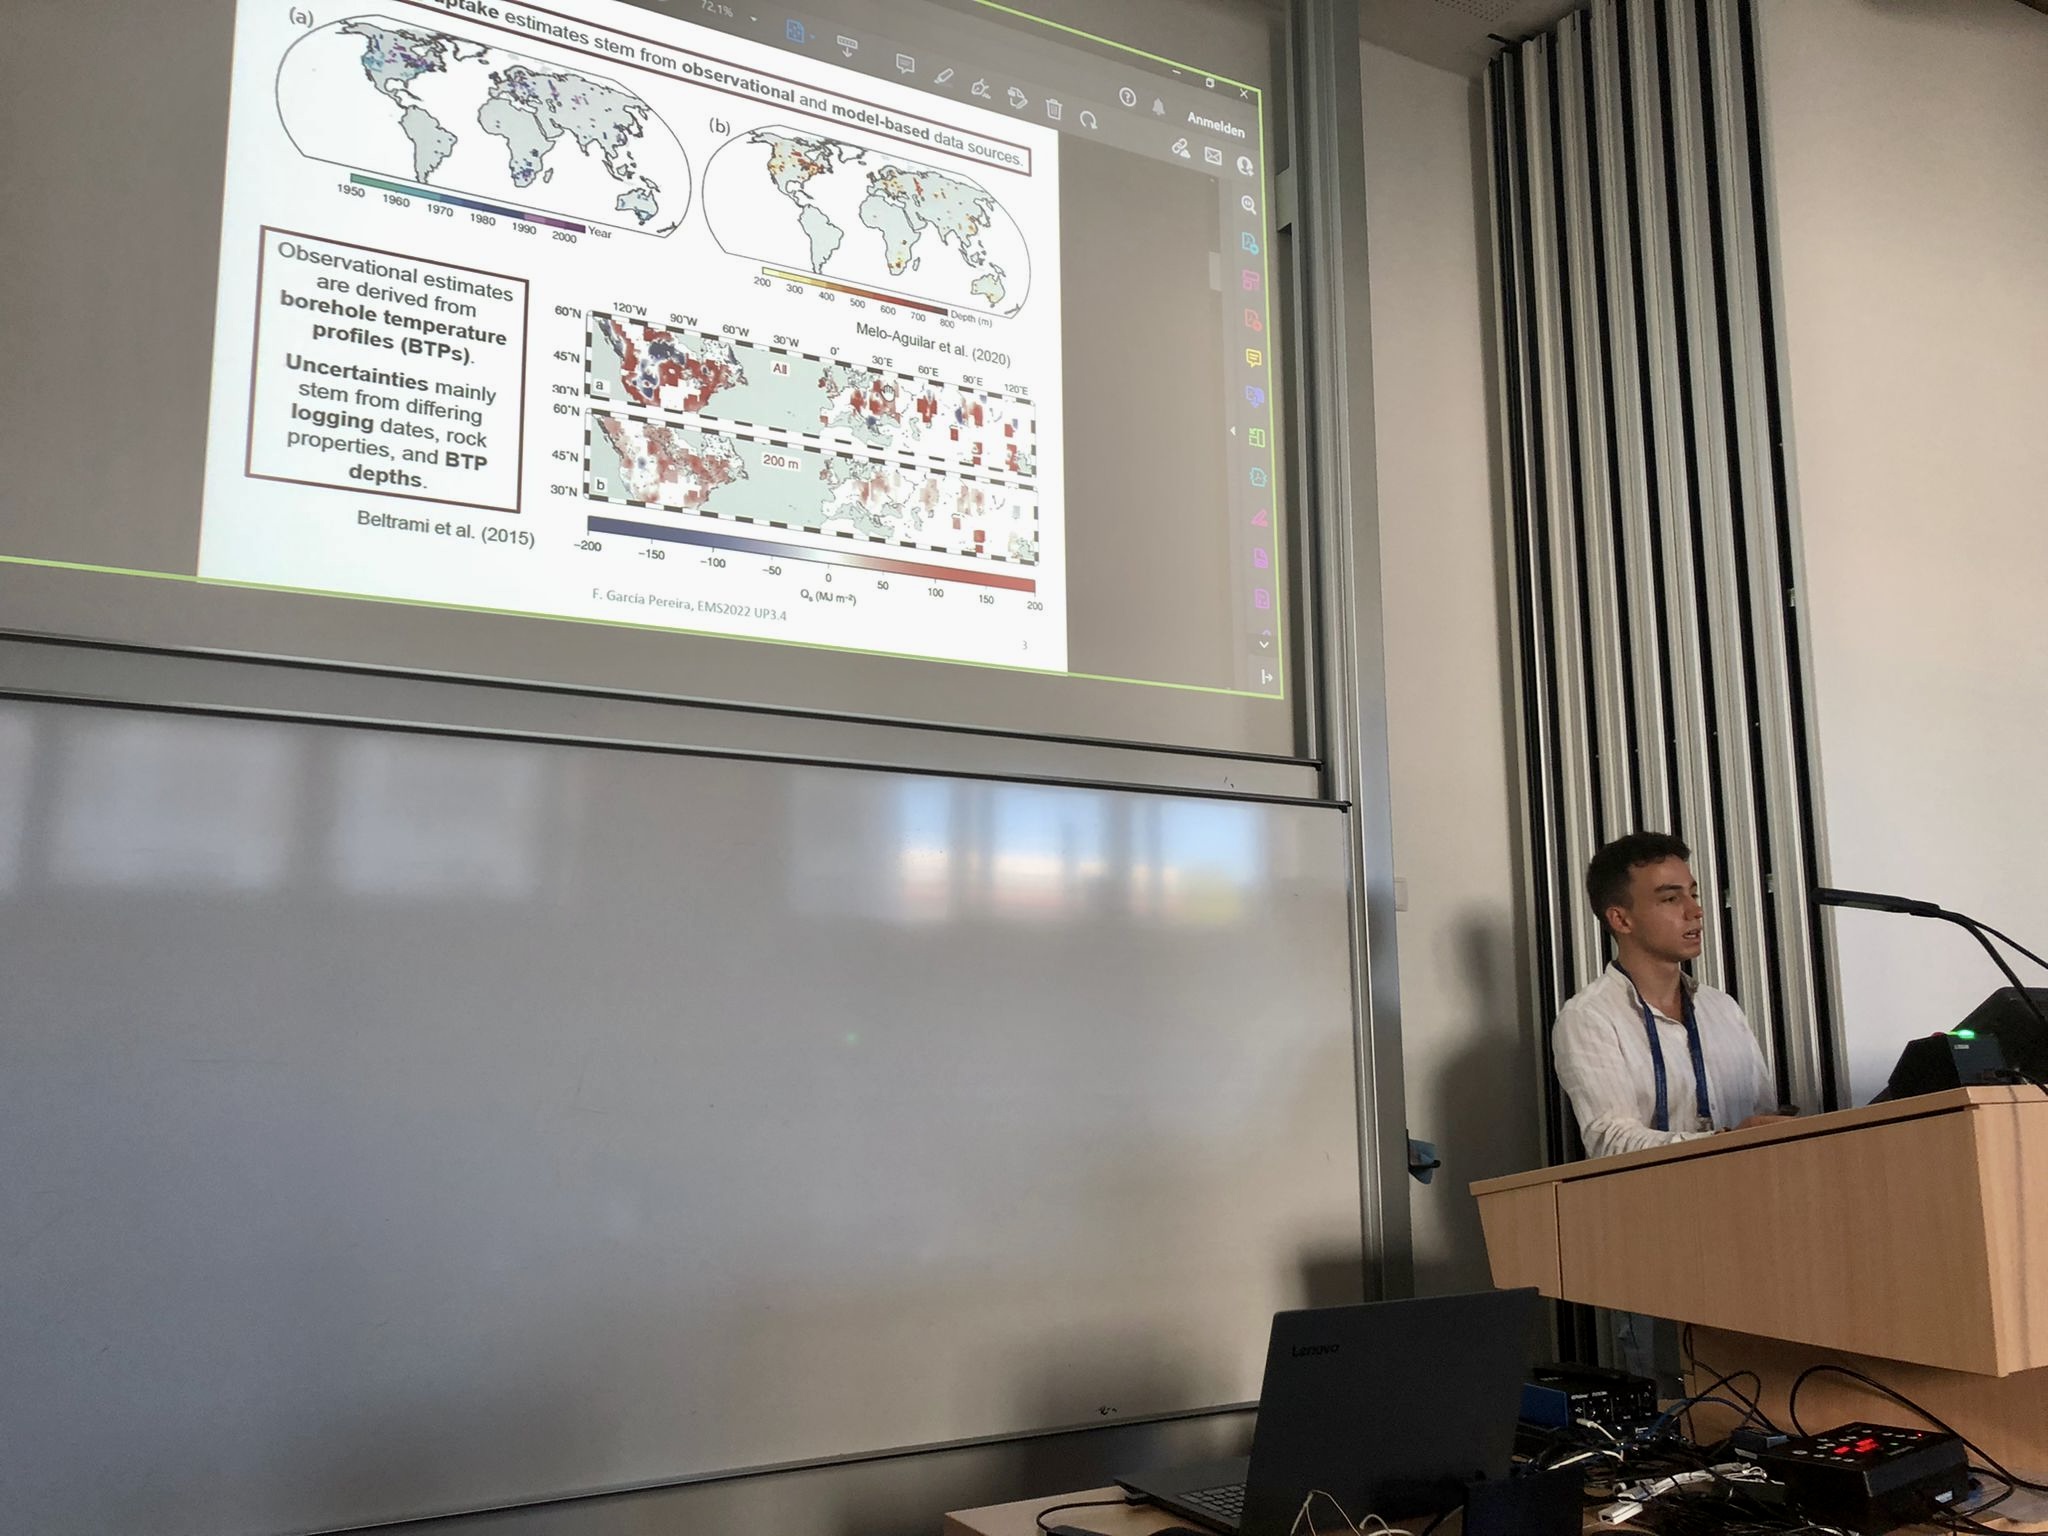 72.1%
uptake estimates stem from observational and model-based data sources.
Anmelden
(a)
1950 1960 1970 1980 1990 2000 Year
(b)
200 300 400 500 600 700 800 Depth (m)
Melo-Aguilar et al. (2020)
Observational estimates
are derived from
borehole temperature
profiles (BTPs).
Uncertainties mainly
stem from differing
logging dates, rock
properties, and BTP
depths.
Beltrami et al. (2015)
120°W 90°W 60°W 30°W 0° 30°E 60°E 90°E 120°E
60°N
45°N
30°N
a
All
60°N
45°N
30°N
b
200 m
−200 −150 −100 −50 0 50 100 150 200
Qs (MJ m⁻²)
F. García Pereira, EMS2022 UP3.4
3
Lenovo